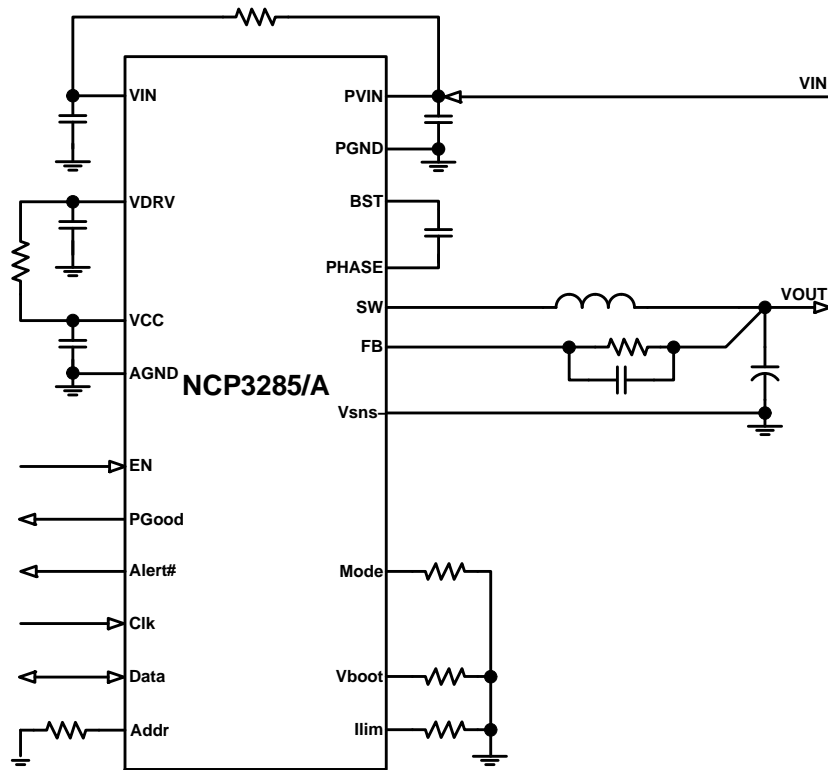 VIN
PVIN
VIN
PGND
VDRV
BST
PHASE
SW
VOUT
VCC
FB
AGND
NCP3285/A
Vsns–
EN
PGood
Alert#
Mode
Clk
Data
Vboot
Addr
Ilim